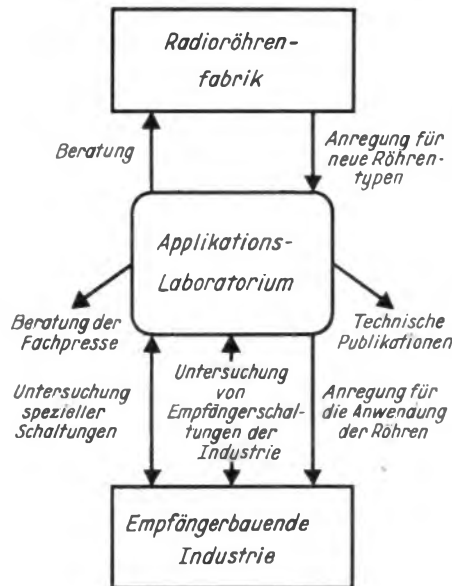 Radioröhren-
fabrik
Beratung
Anregung für
neue Röhren-
typen
Applikations-
Laboratorium
Beratung der
Fachpresse
Technische
Publikationen
Untersuchung
spezieller
Schaltungen
Untersuchung
von
Empfängerschal-
tungen der
Industrie
Anregung für
die Anwendung
der Röhren
Empfängerbauende
Industrie